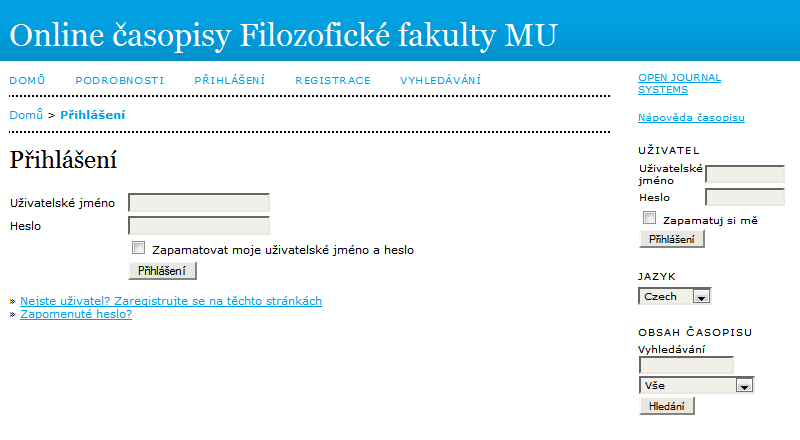 Online časopisy Filozofické fakulty MU
DOMŮ PODROBNOSTI PŘIHLÁŠENÍ REGISTRACE VYHLEDÁVÁNÍ
Domů > Přihlášení
Přihlášení
Uživatelské jméno
Heslo
Zapamatovat moje uživatelské jméno a heslo
Přihlášení
» Nejste uživatel? Zaregistrujte se na těchto stránkách
» Zapomenuté heslo?
OPEN JOURNAL
SYSTEMS
Nápověda časopisu
UŽIVATEL
Uživatelské
jméno
Heslo
Zapamatuj si mě
Přihlášení
JAZYK
Czech
OBSAH ČASOPISU
Vyhledávání
Vše
Hledání